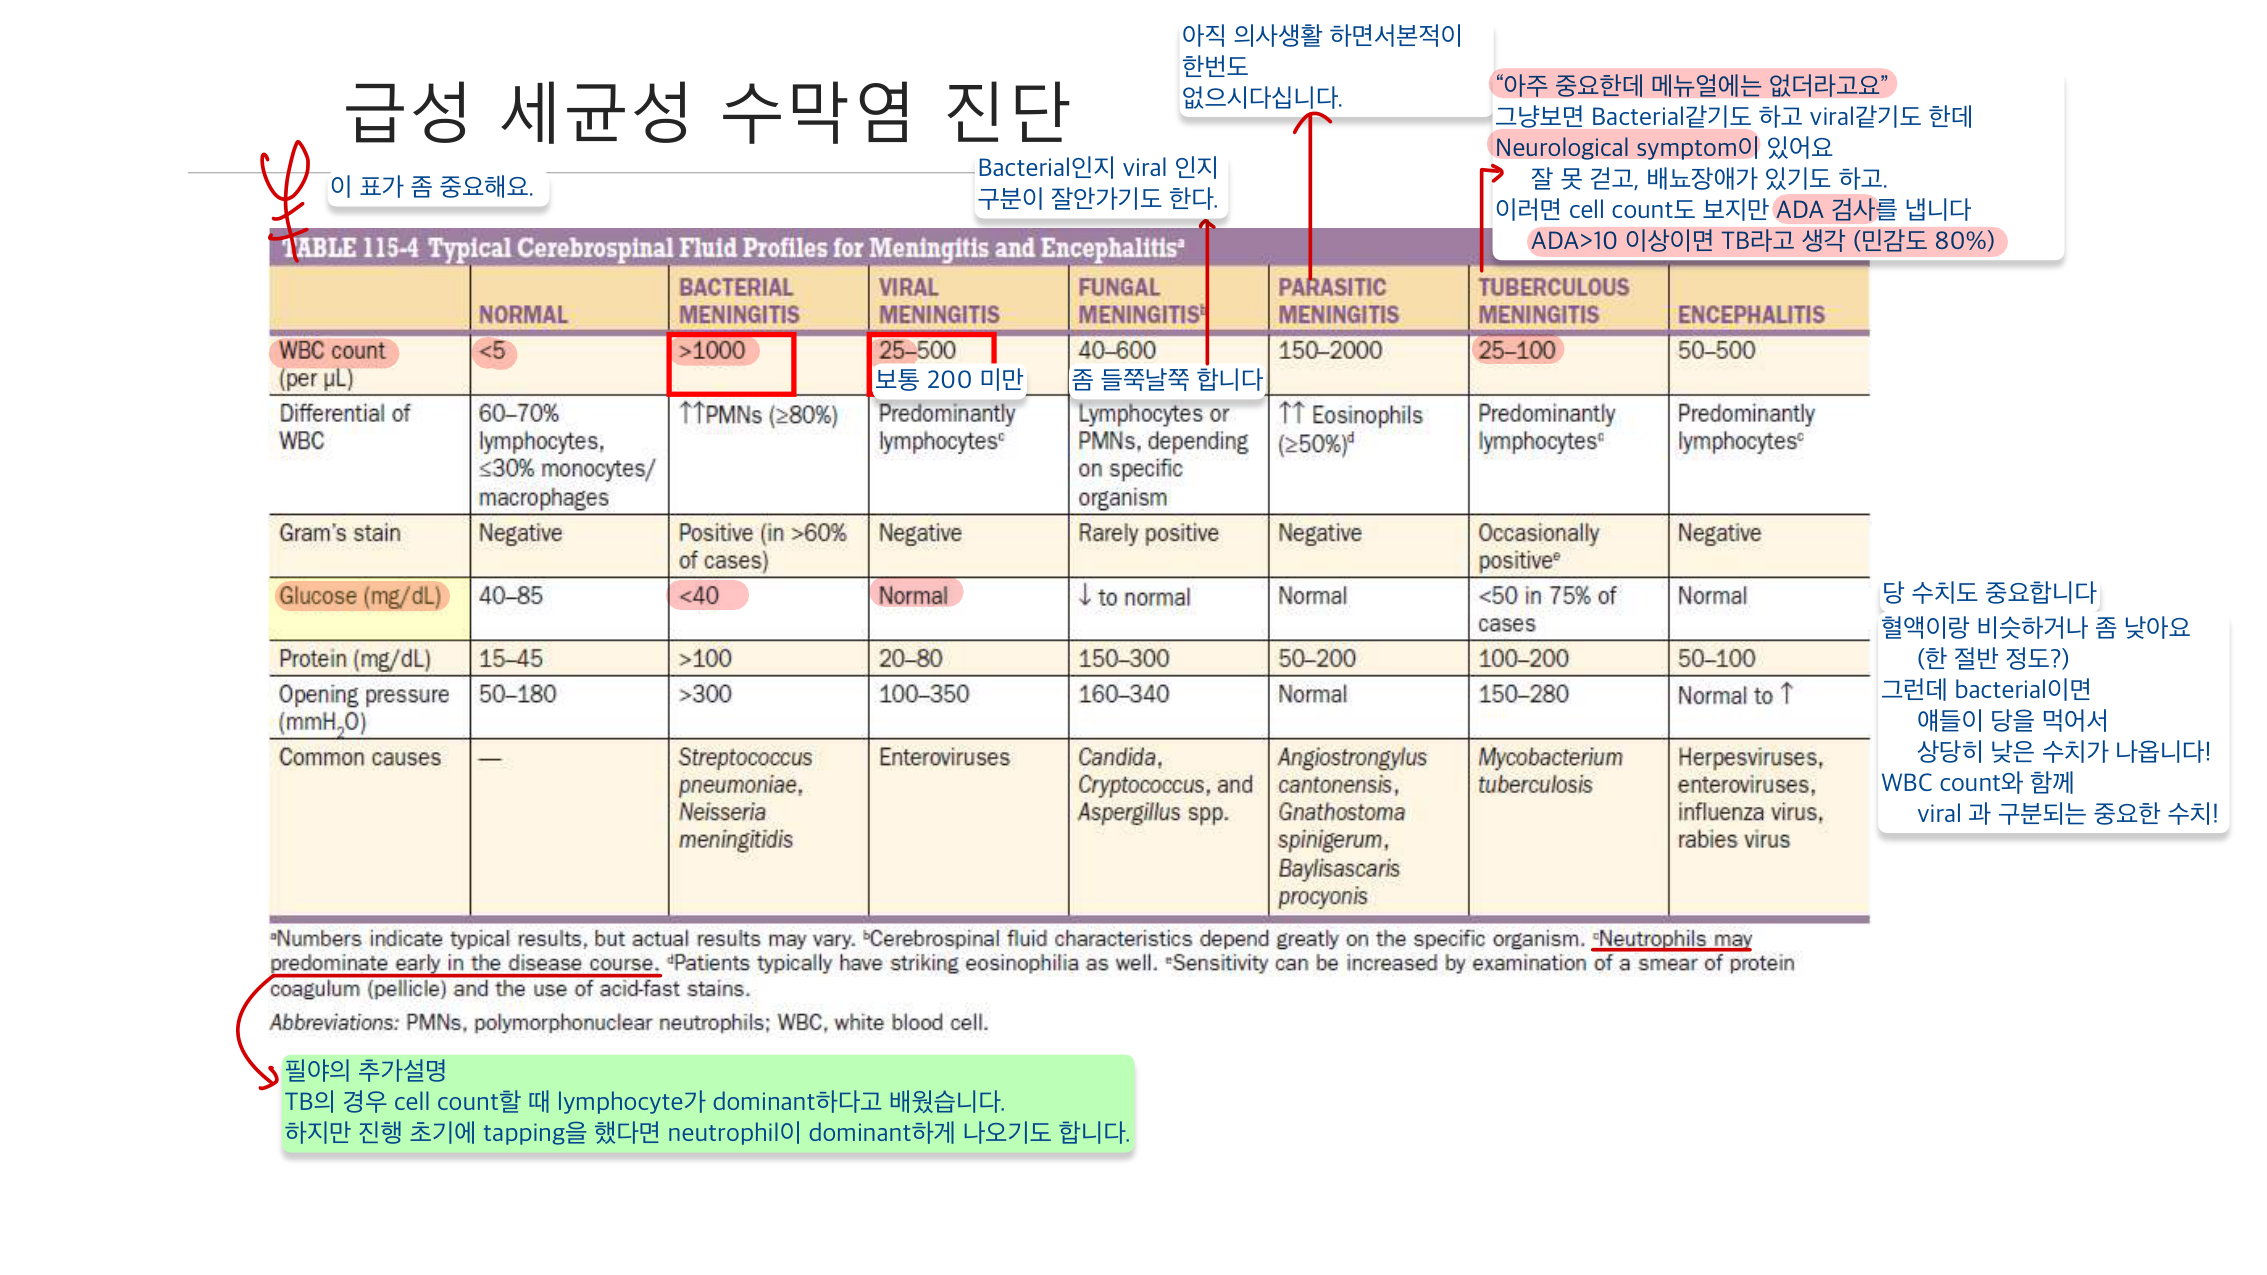 아직 의사생활 하면서본적이
한번도
없으시다십니다.
“아주 중요한데 메뉴얼에는 없더라고요”
그냥보면 Bacterial같기도 하고 viral같기도 한데
Neurological symptom이 있어요
잘 못 걷고, 배뇨장애가 있기도 하고.
이러면 cell count도 보지만 ADA 검사를 냅니다
ADA>10 이상이면 TB라고 생각 (민감도 80%)
급성 세균성 수막염 진단
이 표가 좀 중요해요.
Bacterial인지 viral 인지
구분이 잘안가기도 한다.
TABLE 115-4 Typical Cerebrospinal Fluid Profiles for Meningitis and Encephalitisᵃ
NORMAL
BACTERIAL
MENINGITIS
VIRAL
MENINGITIS
FUNGAL
MENINGITISᵇ
PARASITIC
MENINGITIS
TUBERCULOUS
MENINGITIS
ENCEPHALITIS
WBC count
(per μL)
<5
>1000
25–500
보통 200 미만
40–600
좀 들쭉날쭉 합니다
150–2000
25–100
50–500
Differential of
WBC
60–70%
lymphocytes,
≤30% monocytes/
macrophages
↑↑PMNs (≥80%)
Predominantly
lymphocytesᶜ
Lymphocytes or
PMNs, depending
on specific
organism
↑↑ Eosinophils
(≥50%)ᵈ
Predominantly
lymphocytesᶜ
Predominantly
lymphocytesᶜ
Gram’s stain
Negative
Positive (in >60%
of cases)
Negative
Rarely positive
Negative
Occasionally
positiveᵉ
Negative
Glucose (mg/dL)
40–85
<40
Normal
↓ to normal
Normal
<50 in 75% of
cases
Normal
Protein (mg/dL)
15–45
>100
20–80
150–300
50–200
100–200
50–100
Opening pressure
(mmH₂O)
50–180
>300
100–350
160–340
Normal
150–280
Normal to ↑
Common causes
—
Streptococcus
pneumoniae,
Neisseria
meningitidis
Enteroviruses
Candida,
Cryptococcus, and
Aspergillus spp.
Angiostrongylus
cantonensis,
Gnathostoma
spinigerum,
Baylisascaris
procyonis
Mycobacterium
tuberculosis
Herpesviruses,
enteroviruses,
influenza virus,
rabies virus
당 수치도 중요합니다
혈액이랑 비슷하거나 좀 낮아요
(한 절반 정도?)
그런데 bacterial이면
얘들이 당을 먹어서
상당히 낮은 수치가 나옵니다!
WBC count와 함께
viral 과 구분되는 중요한 수치!
ᵃNumbers indicate typical results, but actual results may vary. ᵇCerebrospinal fluid characteristics depend greatly on the specific organism. ᶜNeutrophils may
predominate early in the disease course. ᵈPatients typically have striking eosinophilia as well. ᵉSensitivity can be increased by examination of a smear of protein
coagulum (pellicle) and the use of acid-fast stains.
Abbreviations: PMNs, polymorphonuclear neutrophils; WBC, white blood cell.
필야의 추가설명
TB의 경우 cell count할 때 lymphocyte가 dominant하다고 배웠습니다.
하지만 진행 초기에 tapping을 했다면 neutrophil이 dominant하게 나오기도 합니다.